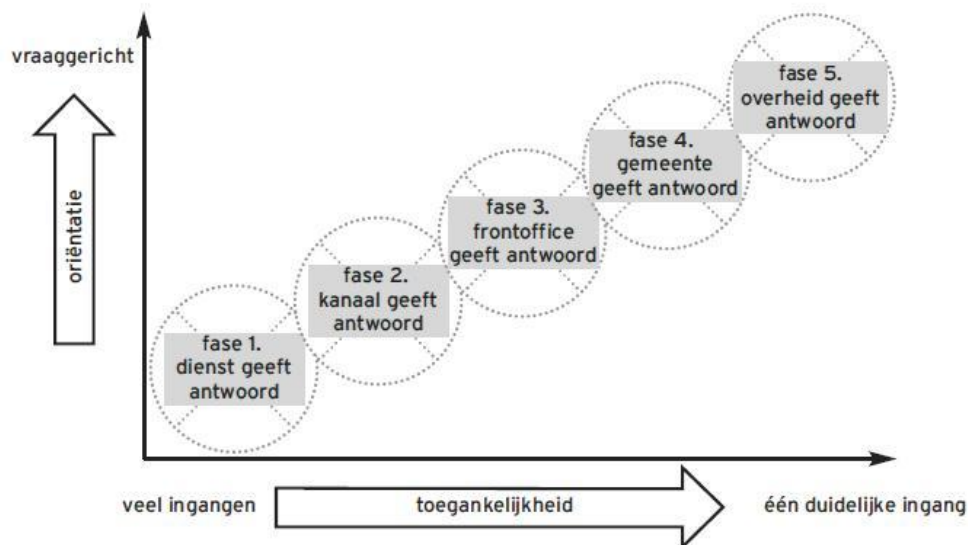 vraaggericht
oriëntatie
fase 1.
dienst geeft
antwoord
fase 2.
kanaal geeft
antwoord
fase 3.
frontoffice
geeft antwoord
fase 4.
gemeente
geeft antwoord
fase 5.
overheid geeft
antwoord
veel ingangen
toegankelijkheid
één duidelijke ingang